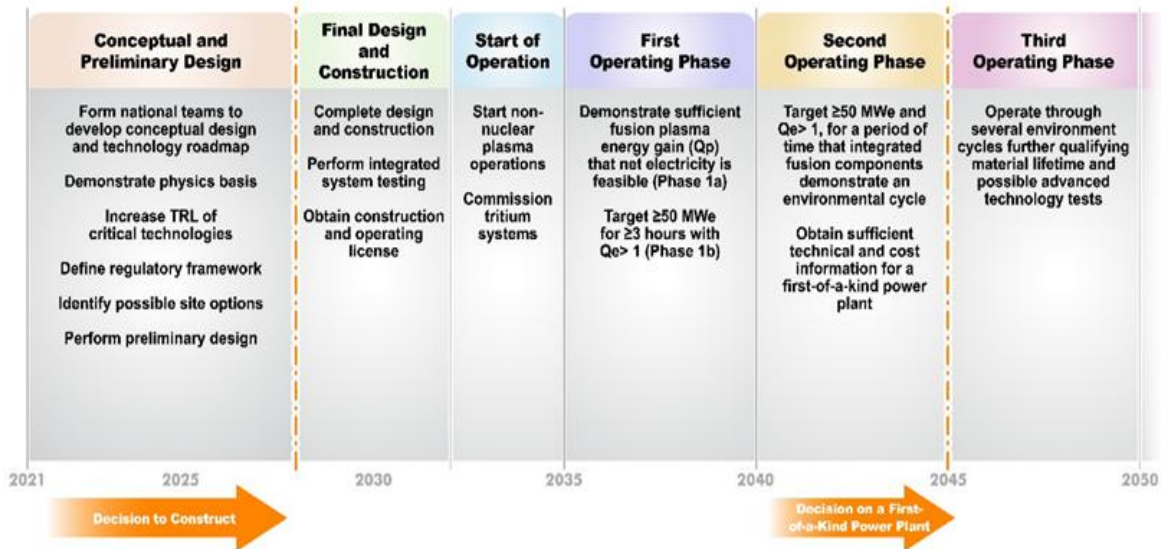 Conceptual and
Preliminary Design
Form national teams to
develop conceptual design
and technology roadmap
Demonstrate physics basis
Increase TRL of
critical technologies
Define regulatory framework
Identify possible site options
Perform preliminary design
Final Design
and
Construction
Complete design
and construction
Perform integrated
system testing
Obtain construction
and operating
license
Start of
Operation
Start non-
nuclear
plasma
operations
Commission
tritium
systems
First
Operating Phase
Demonstrate sufficient
fusion plasma
energy gain (Qp)
that net electricity is
feasible (Phase 1a)
Target ≥50 MWe
for ≥3 hours with
Qe> 1 (Phase 1b)
Second
Operating Phase
Target ≥50 MWe and
Qe> 1, for a period of
time that integrated
fusion components
demonstrate an
environmental cycle
Obtain sufficient
technical and cost
information for a
first-of-a-kind power
plant
Third
Operating Phase
Operate through
several environment
cycles further qualifying
material lifetime and
possible advanced
technology tests
2021 2025 2030 2035 2040 2045 2050
Decision to Construct
Decision on a First-
of-a-Kind Power Plant